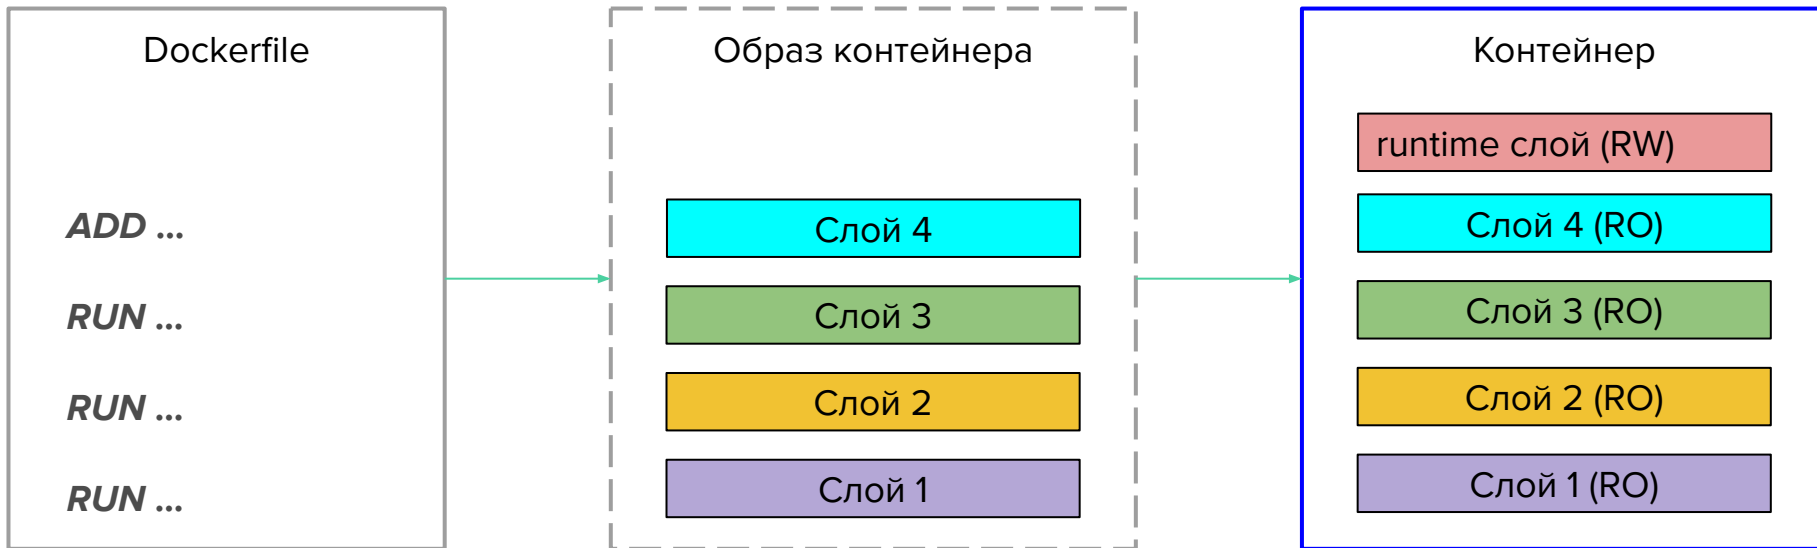 Dockerfile
ADD ...
RUN ...
RUN ...
RUN ...
Образ контейнера
Слой 4
Слой 3
Слой 2
Слой 1
Контейнер
runtime слой (RW)
Слой 4 (RO)
Слой 3 (RO)
Слой 2 (RO)
Слой 1 (RO)